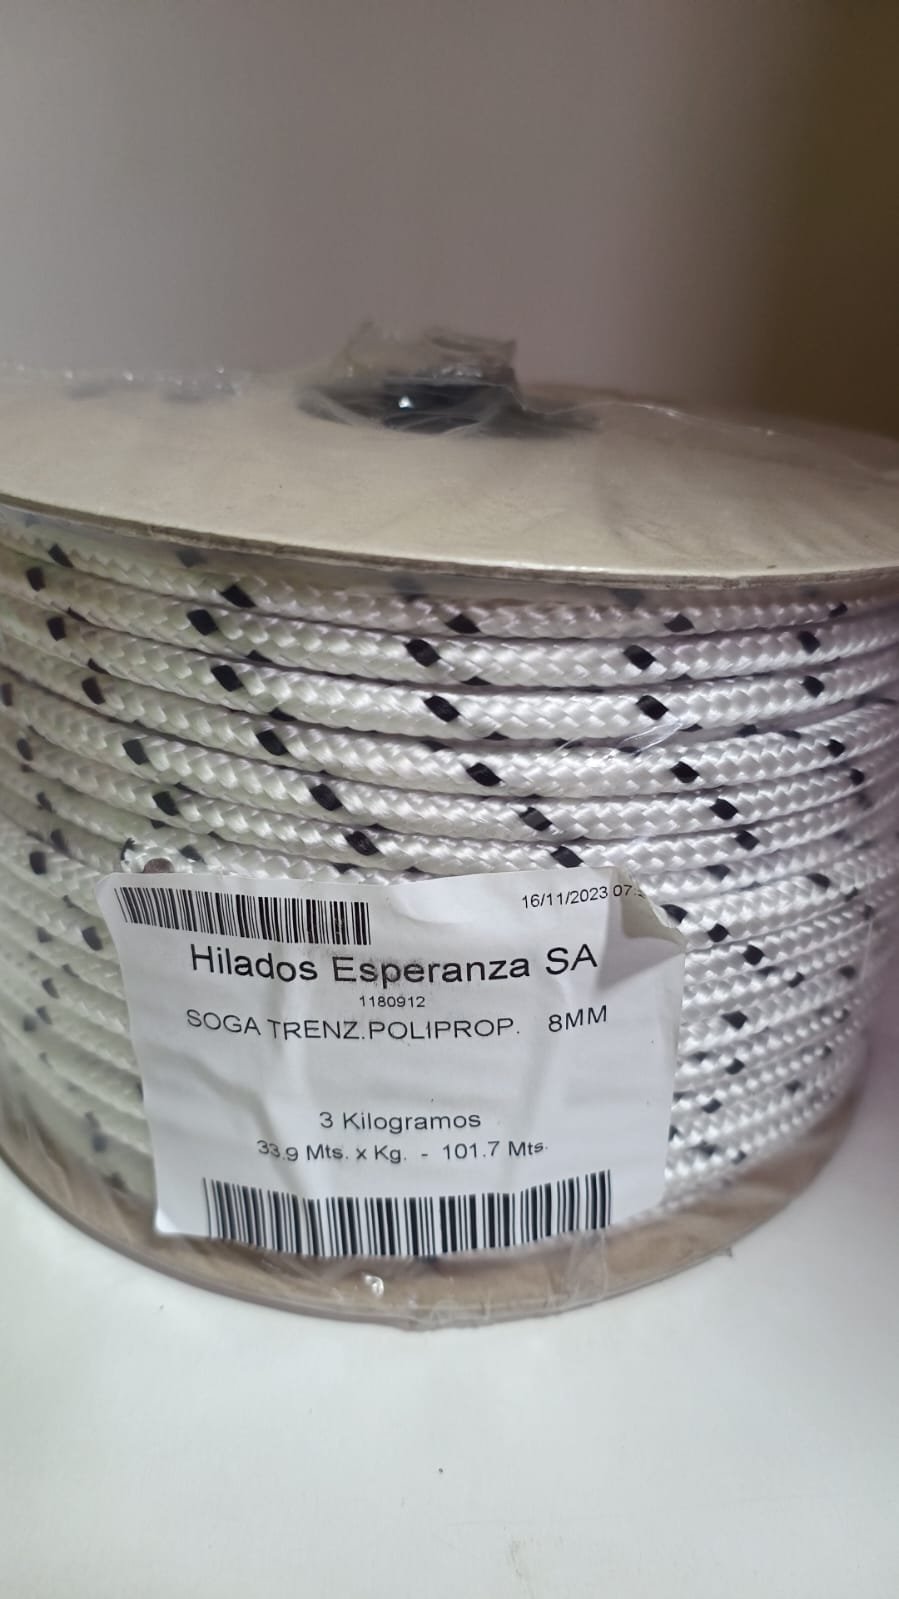 16/11/2023 07:
Hilados Esperanza SA
1180912
SOGA TRENZ.POLIPROP. 8MM
3 Kilogramos
33.9 Mts. x Kg. - 101.7 Mts.